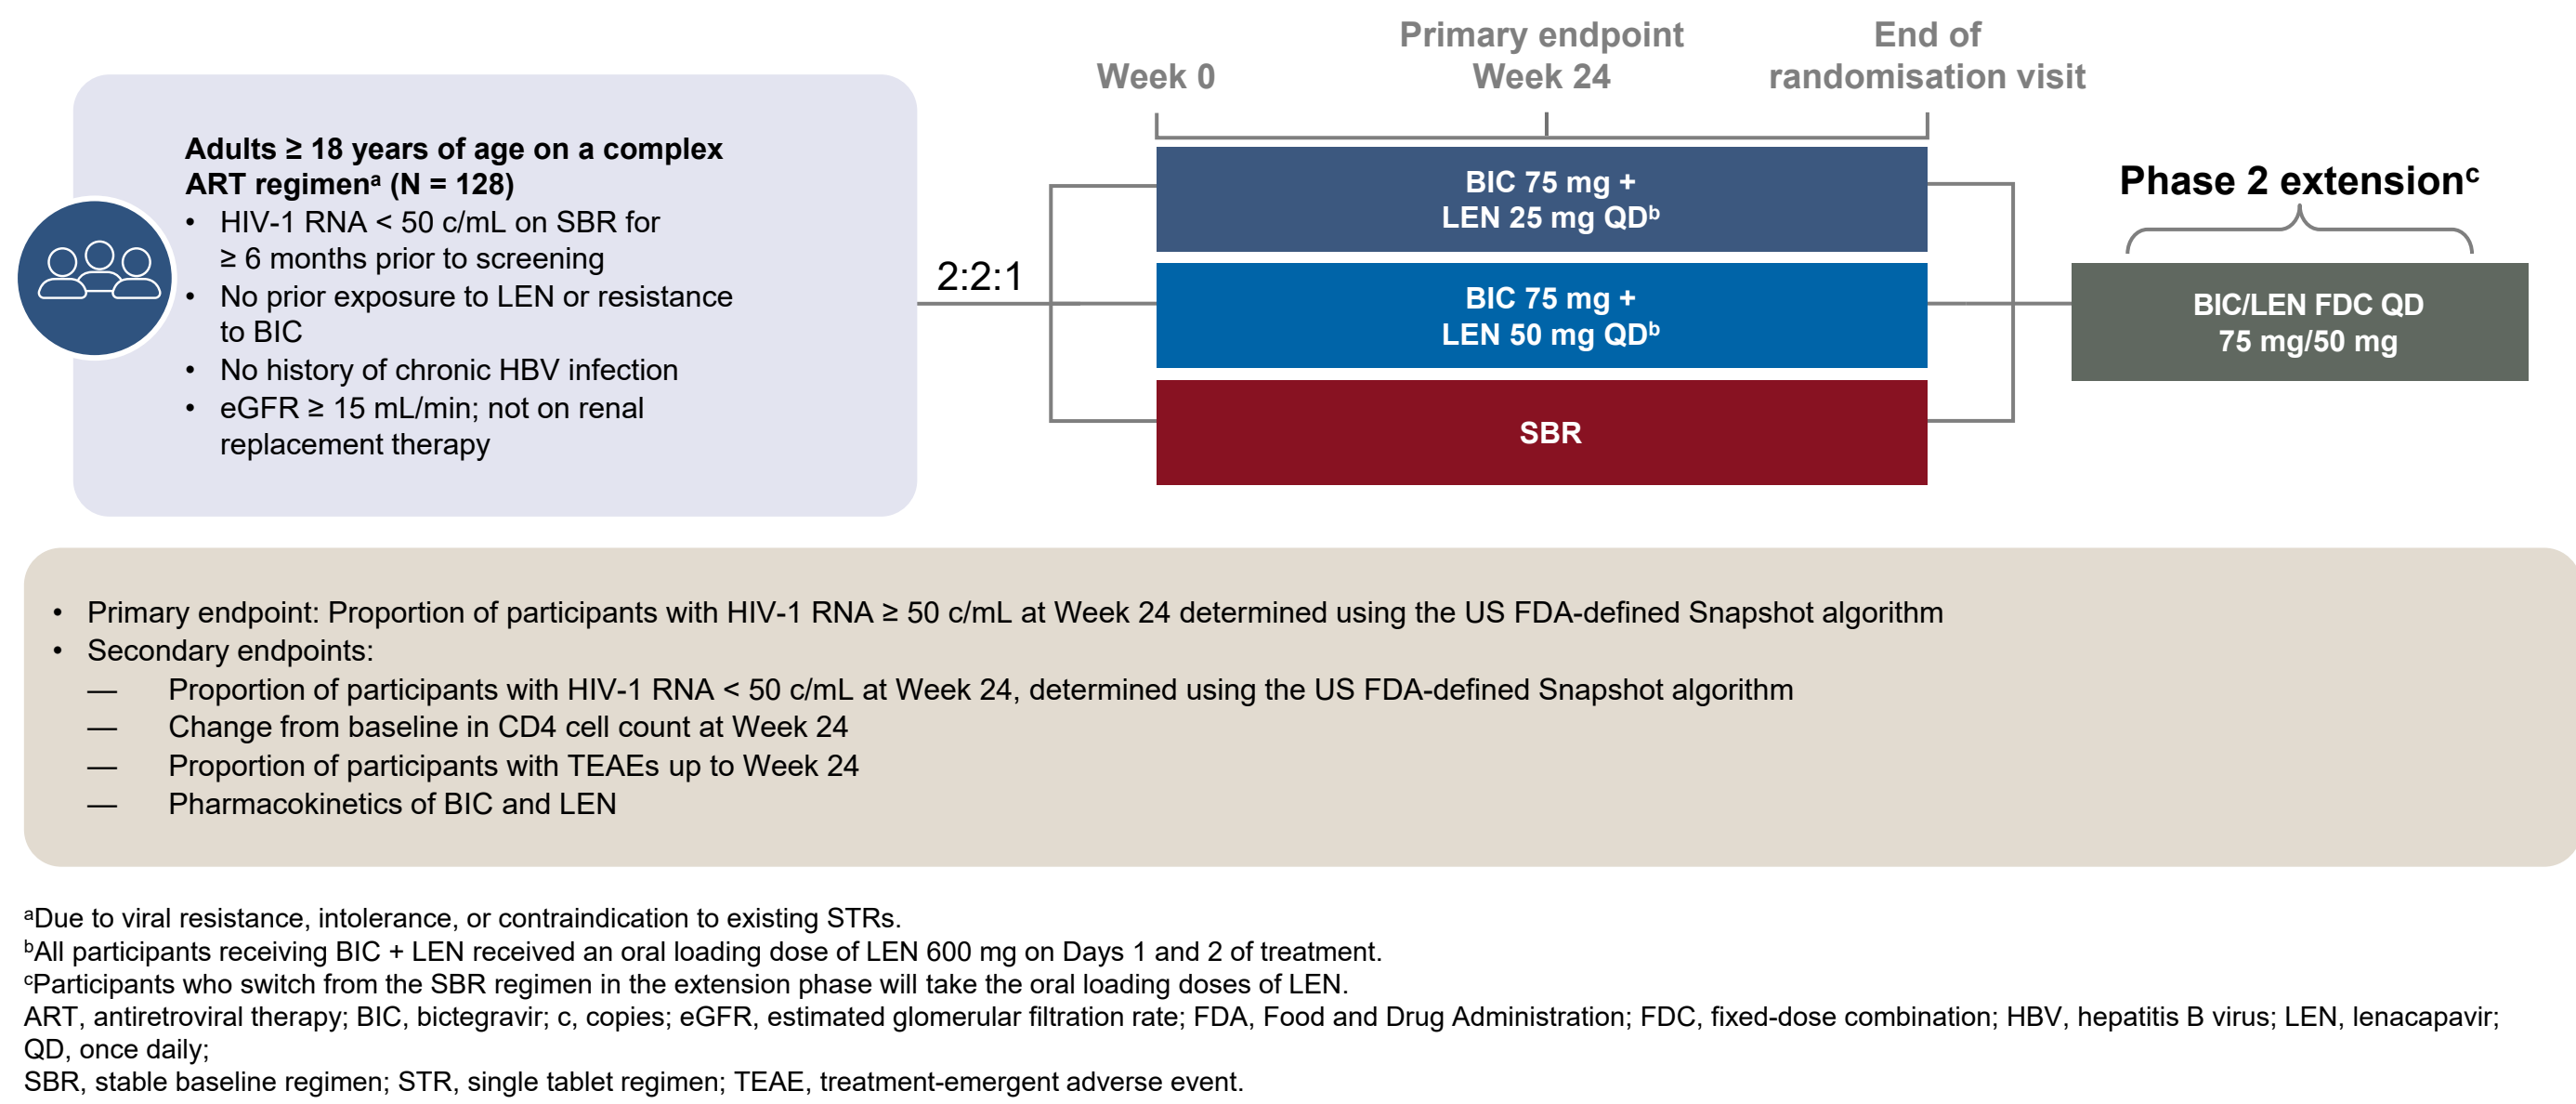 Primary endpoint
Week 24
End of
randomisation visit
Week 0
Adults ≥ 18 years of age on a complex
ART regimenᵃ (N = 128)
• HIV-1 RNA < 50 c/mL on SBR for
≥ 6 months prior to screening
• No prior exposure to LEN or resistance
to BIC
• No history of chronic HBV infection
• eGFR ≥ 15 mL/min; not on renal
replacement therapy
2:2:1
BIC 75 mg +
LEN 25 mg QDᵇ
BIC 75 mg +
LEN 50 mg QDᵇ
SBR
Phase 2 extensionᶜ
BIC/LEN FDC QD
75 mg/50 mg
• Primary endpoint: Proportion of participants with HIV-1 RNA ≥ 50 c/mL at Week 24 determined using the US FDA-defined Snapshot algorithm
• Secondary endpoints:
— Proportion of participants with HIV-1 RNA < 50 c/mL at Week 24, determined using the US FDA-defined Snapshot algorithm
— Change from baseline in CD4 cell count at Week 24
— Proportion of participants with TEAEs up to Week 24
— Pharmacokinetics of BIC and LEN
ᵃDue to viral resistance, intolerance, or contraindication to existing STRs.
ᵇAll participants receiving BIC + LEN received an oral loading dose of LEN 600 mg on Days 1 and 2 of treatment.
ᶜParticipants who switch from the SBR regimen in the extension phase will take the oral loading doses of LEN.
ART, antiretroviral therapy; BIC, bictegravir; c, copies; eGFR, estimated glomerular filtration rate; FDA, Food and Drug Administration; FDC, fixed-dose combination; HBV, hepatitis B virus; LEN, lenacapavir;
QD, once daily;
SBR, stable baseline regimen; STR, single tablet regimen; TEAE, treatment-emergent adverse event.